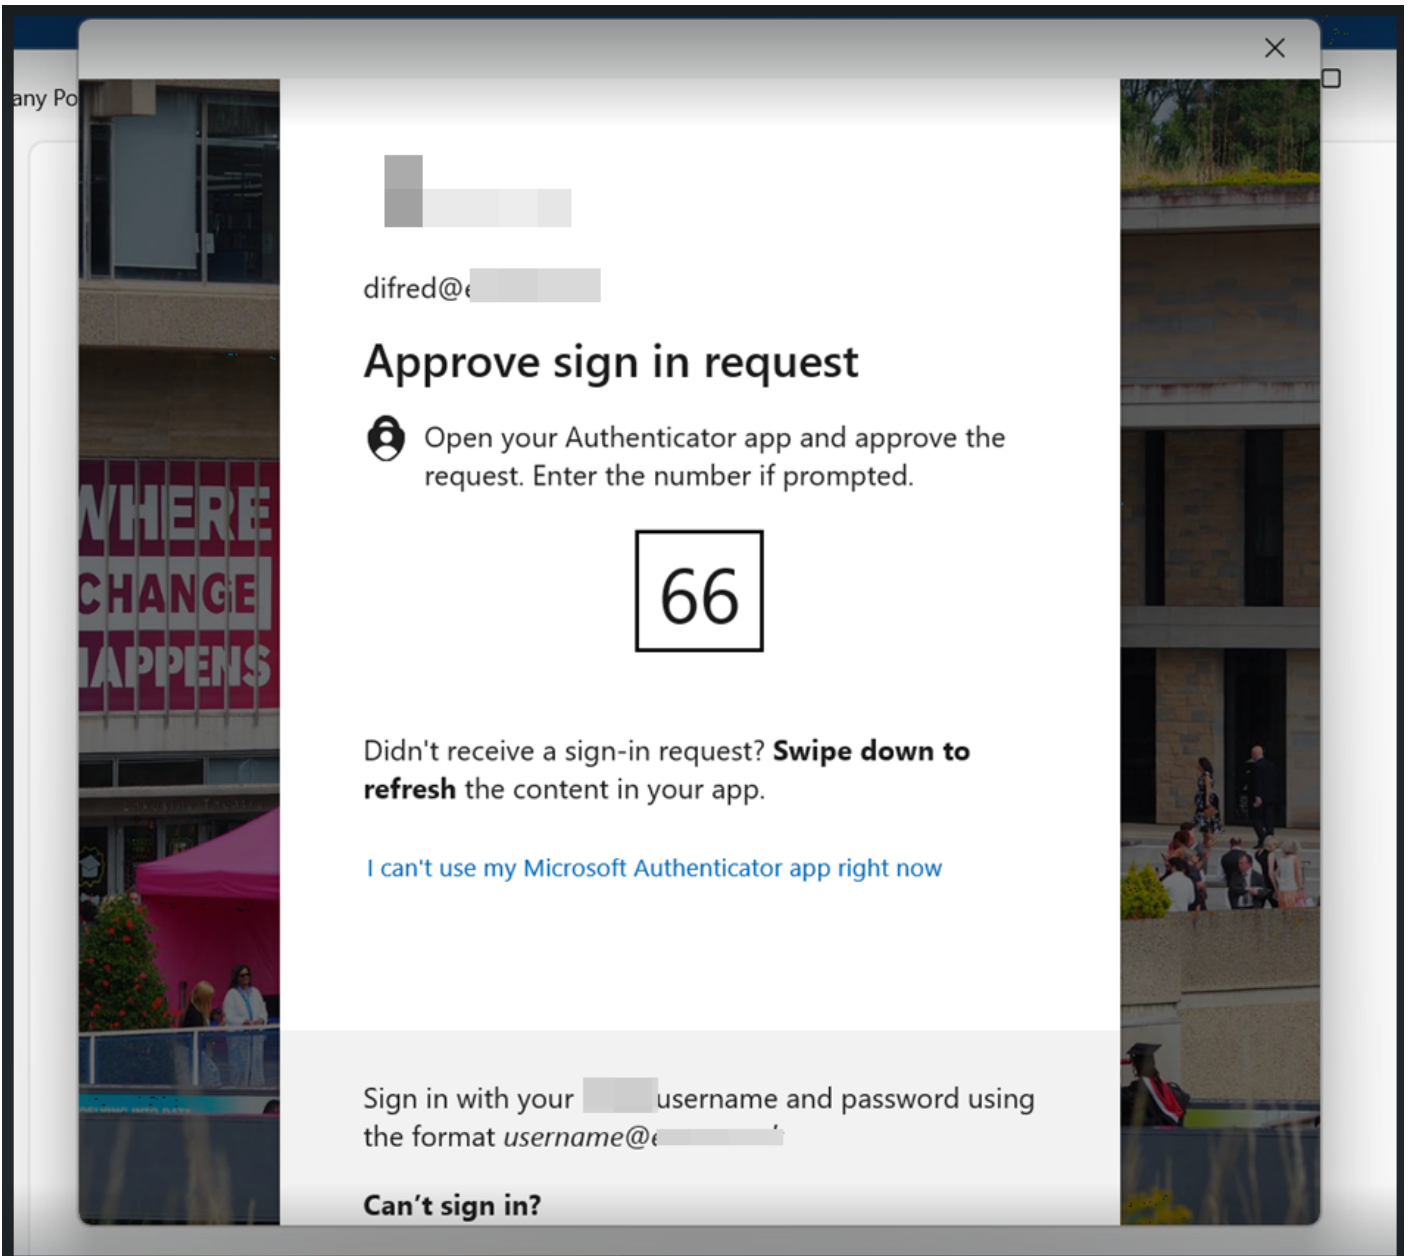 any Po
difred@e
Approve sign in request
Open your Authenticator app and approve the
request. Enter the number if prompted.
66
WHERE
CHANGE
HAPPENS
Didn't receive a sign-in request? Swipe down to
refresh the content in your app.
I can't use my Microsoft Authenticator app right now
Sign in with your username and password using
the format username@e
Can't sign in?